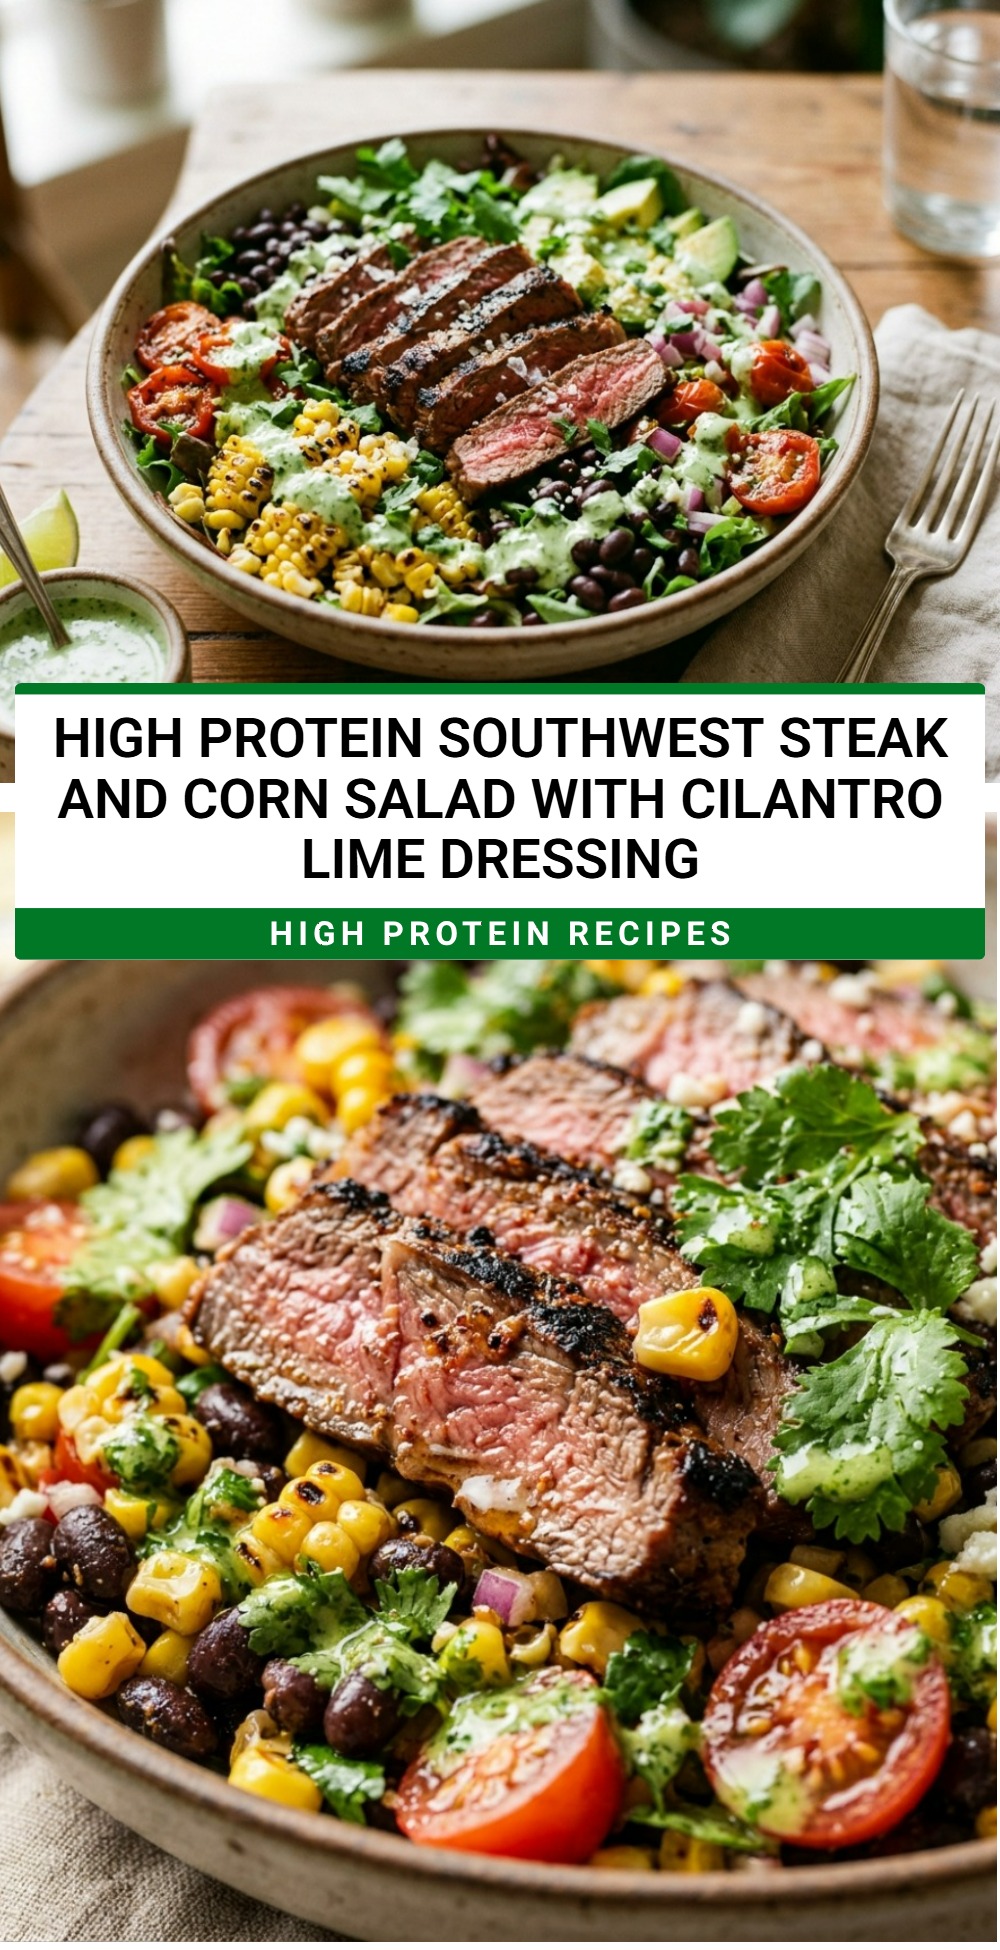 HIGH PROTEIN SOUTHWEST STEAK
AND CORN SALAD WITH CILANTRO
LIME DRESSING
HIGH PROTEIN RECIPES